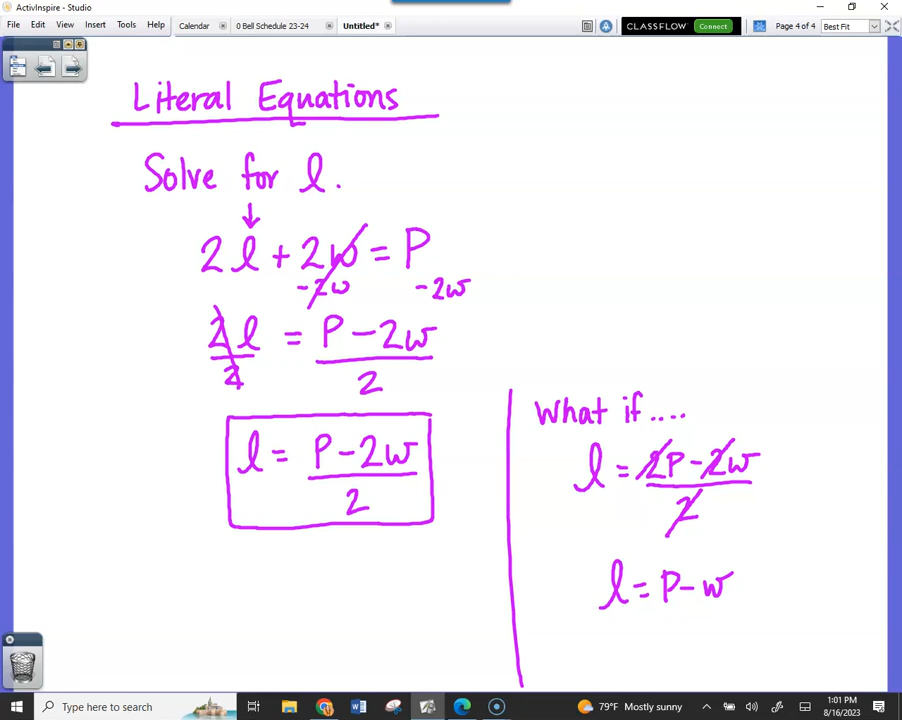 ActivInspire - Studio
File Edit View Insert Tools Help
Calendar
0 Bell Schedule 23-24
Untitled*
CLASSFLOW Connect
Page 4 of 4
Best Fit
Literal Equations
Solve for l.
2l + 2w = P
-2w -2w
2l = P - 2w
2 2
l = P - 2w
2
What if ....
l = 2P - 2w
2
l = P - w
Type here to search
79°F Mostly sunny
1:01 PM
8/16/2023